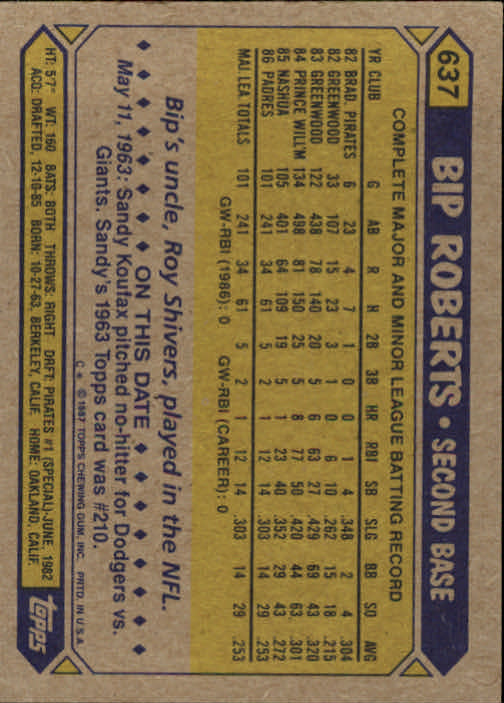 637 BIP ROBERTS • SECOND BASE
COMPLETE MAJOR AND MINOR LEAGUE BATTING RECORD
YR CLUB G AB R H 2B 3B HR RBI SB SLG BB SO AVG
82 BRAD. PIRATES 6 23 4 7 1 0 0 1 4 .348 2 4 .304
82 GREENWOOD 33 107 15 23 3 1 0 6 10 .262 15 18 .215
83 GREENWOOD 122 438 78 140 20 5 6 63 27 .429 69 43 .320
84 PRINCE WILL'M 134 498 81 150 25 5 8 77 50 .420 44 63 .301
85 NASHUA 105 401 64 109 19 5 1 23 40 .352 29 43 .272
86 PADRES 101 241 34 61 5 2 1 12 14 .303 14 29 .253
MAJ.LEA TOTALS 101 241 34 61 5 2 1 12 14 .303 14 29 .253
GW-RBI (1986): 0 GW-RBI (CAREER): 0
Bip's uncle, Roy Shivers, played in the NFL.
◆ ◆ ◆ ◆ ◆ ◆ ON THIS DATE ◆ ◆ ◆ ◆ ◆ ◆
May 11, 1963: Sandy Koufax pitched no-hitter for Dodgers vs.
Giants. Sandy's 1963 Topps card was #210.
© 1987 TOPPS CHEWING GUM, INC. PRTD. IN U.S.A.
HT: 5'7" WT: 160 BATS: BOTH THROWS: RIGHT DRFT: PIRATES #1 (SPECIAL)-JUNE, 1982
ACQ: DRAFTED, 12-10-85 BORN: 10-27-63, BERKELEY, CALIF. HOME: OAKLAND, CALIF.
TOPPS